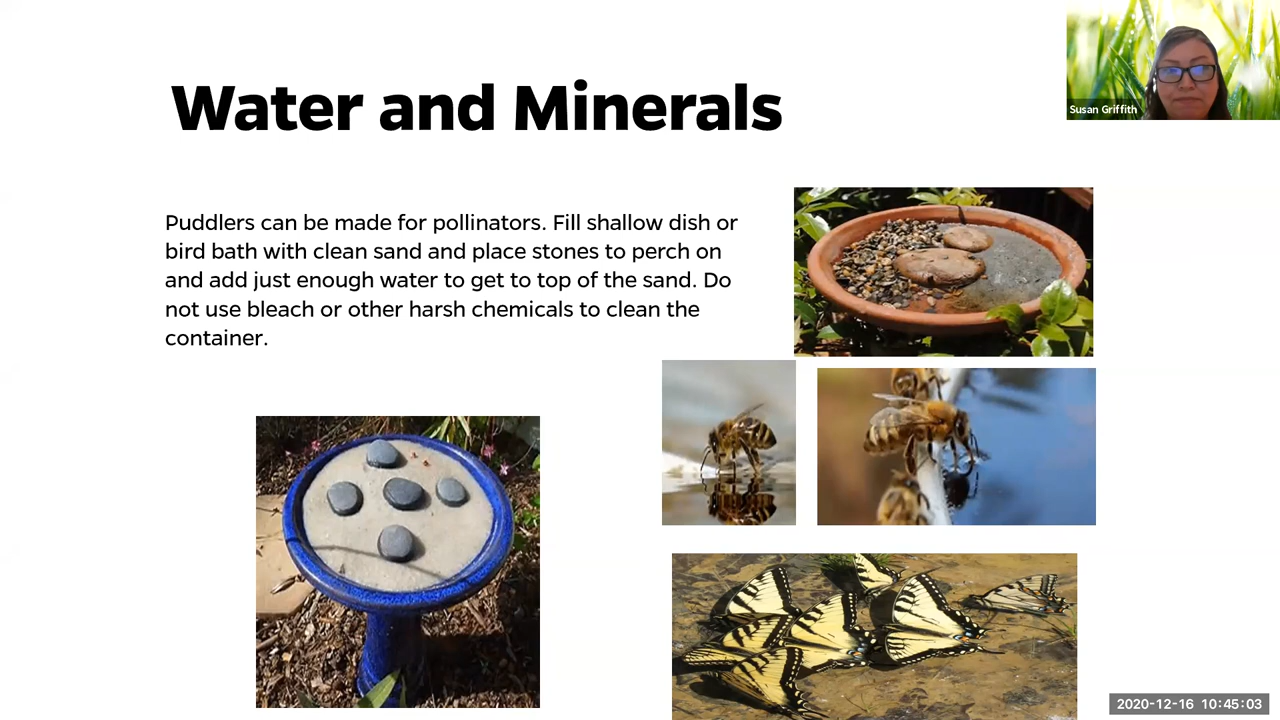 Water and Minerals
Susan Griffith
Puddlers can be made for pollinators. Fill shallow dish or
bird bath with clean sand and place stones to perch on
and add just enough water to get to top of the sand. Do
not use bleach or other harsh chemicals to clean the
container.
2020-12-16 10:45:03